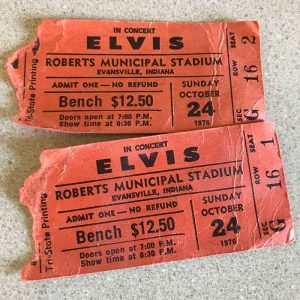 IN CONCERT
ELVIS
ROBERTS MUNICIPAL STADIUM
EVANSVILLE, INDIANA
ADMIT ONE — NO REFUND
Bench $12.50
Doors open at 7:00 P.M.
Show time at 8:30 P.M.
SUNDAY
OCTOBER
24
1976
Tri-State Printing
SEAT 2
ROW 16
SEC G
IN CONCERT
ELVIS
ROBERTS MUNICIPAL STADIUM
EVANSVILLE, INDIANA
ADMIT ONE — NO REFUND
Bench $12.50
Doors open at 7:00 P.M.
Show time at 8:30 P.M.
SUNDAY
OCTOBER
24
1976
Tri-State Printing
SEAT 1
ROW 16
SEC G